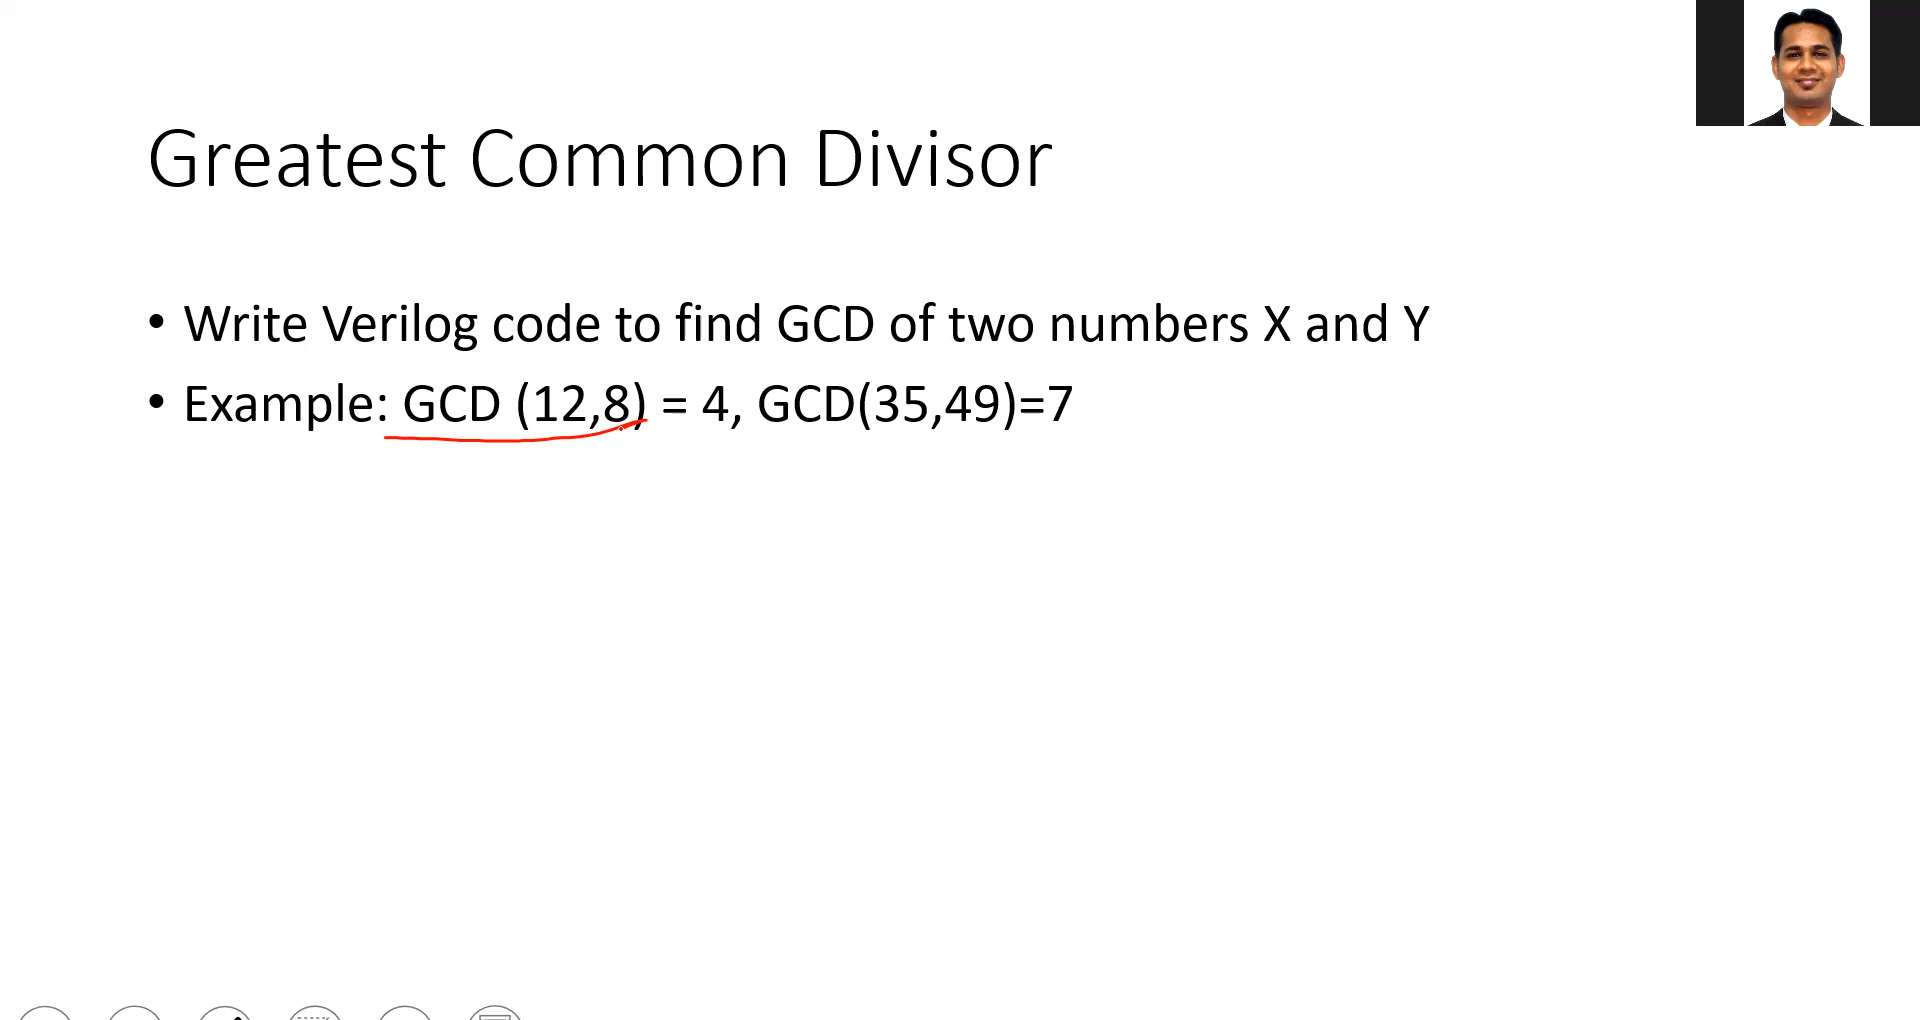 Greatest Common Divisor
• Write Verilog code to find GCD of two numbers X and Y
• Example: GCD (12,8) = 4, GCD(35,49)=7